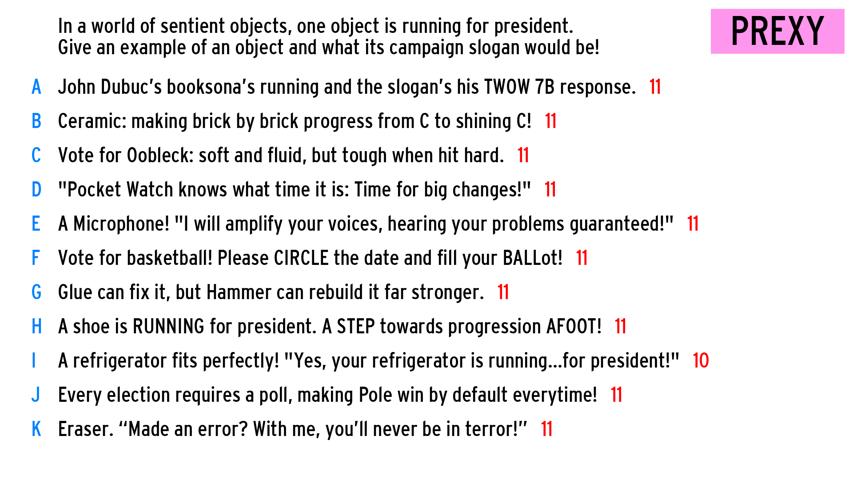 In a world of sentient objects, one object is running for president.
Give an example of an object and what its campaign slogan would be!
PREXY
A John Dubuc's booksona's running and the slogan's his TWOW 7B response. 11
B Ceramic: making brick by brick progress from C to shining C! 11
C Vote for Oobleck: soft and fluid, but tough when hit hard. 11
D "Pocket Watch knows what time it is: Time for big changes!" 11
E A Microphone! "I will amplify your voices, hearing your problems guaranteed!" 11
F Vote for basketball! Please CIRCLE the date and fill your BALLot! 11
G Glue can fix it, but Hammer can rebuild it far stronger. 11
H A shoe is RUNNING for president. A STEP towards progression AFOOT! 11
I A refrigerator fits perfectly! "Yes, your refrigerator is running...for president!" 10
J Every election requires a poll, making Pole win by default everytime! 11
K Eraser. “Made an error? With me, you’ll never be in terror!” 11